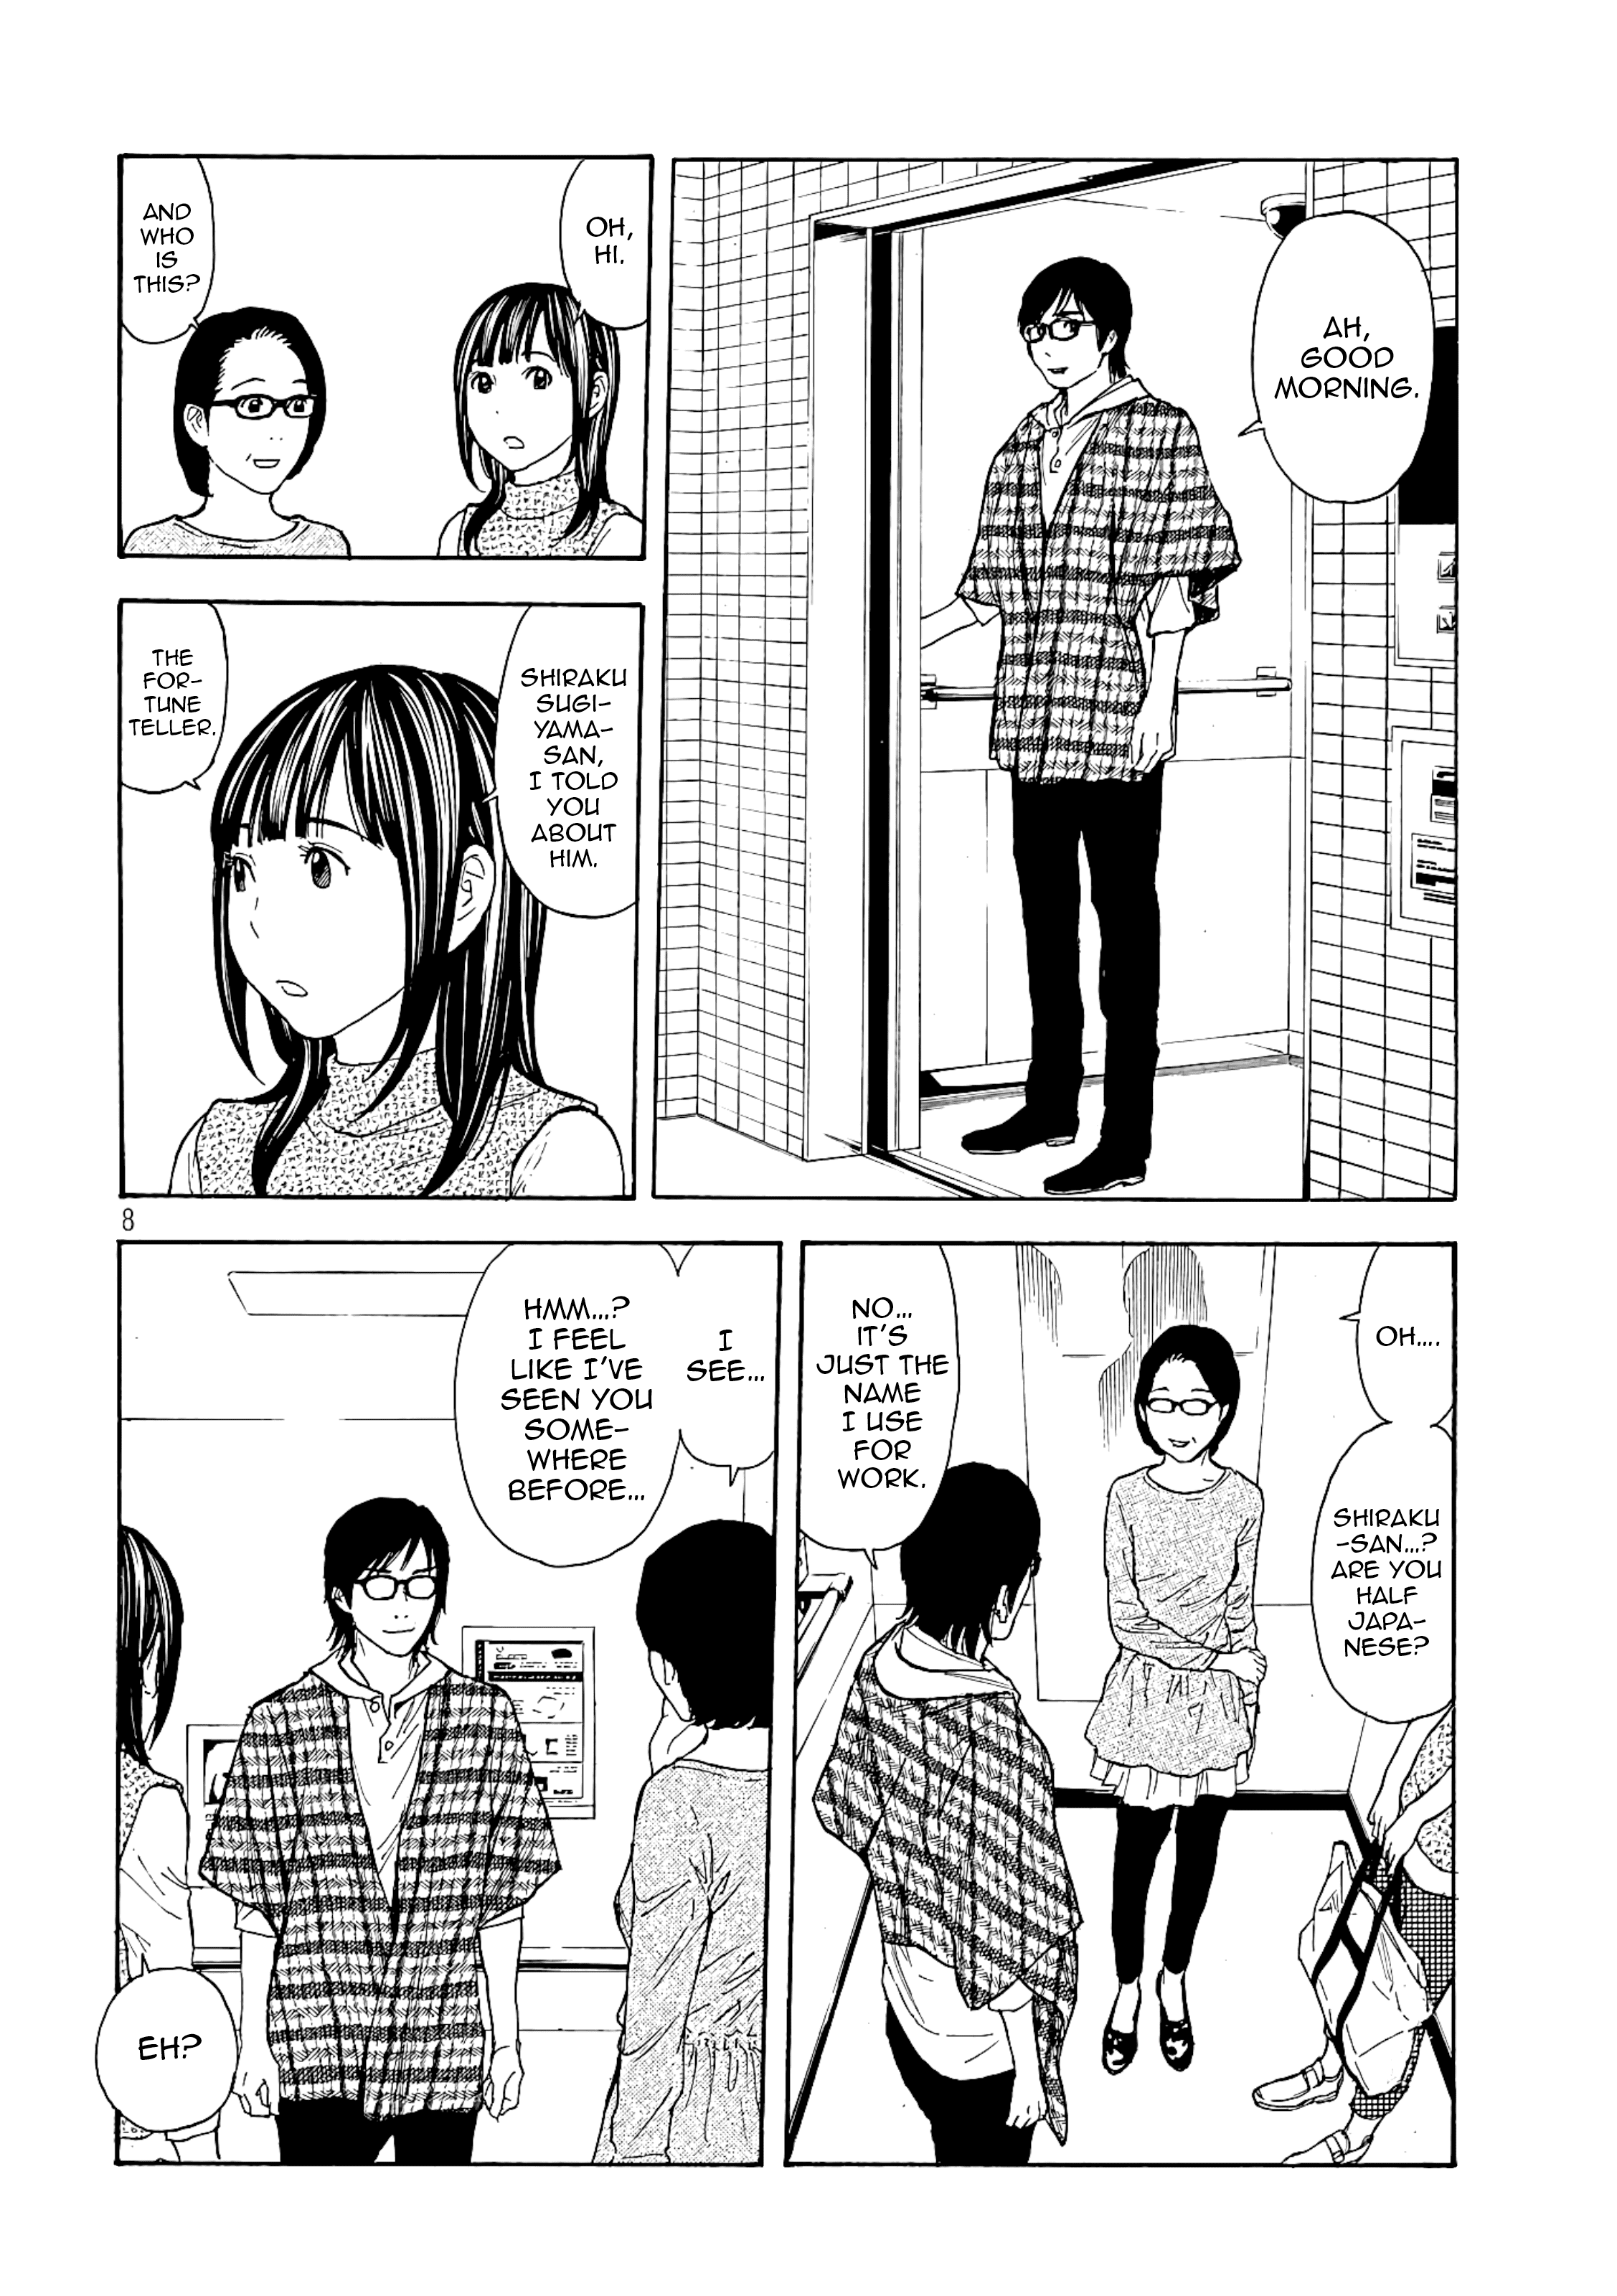 AH,
GOOD
MORNING.
OH,
HI.
AND
WHO
IS
THIS?
SHIRAKU
SUGI-
YAMA-
SAN,
I TOLD
YOU
ABOUT
HIM.
THE
FOR-
TUNE
TELLER.
8
OH....
SHIRAKU
-SAN...?
ARE YOU
HALF
JAPA-
NESE?
NO...
IT'S
JUST THE
NAME
I USE
FOR
WORK.
I
SEE...
HMM...?
I FEEL
LIKE I'VE
SEEN YOU
SOME-
WHERE
BEFORE...
EH?